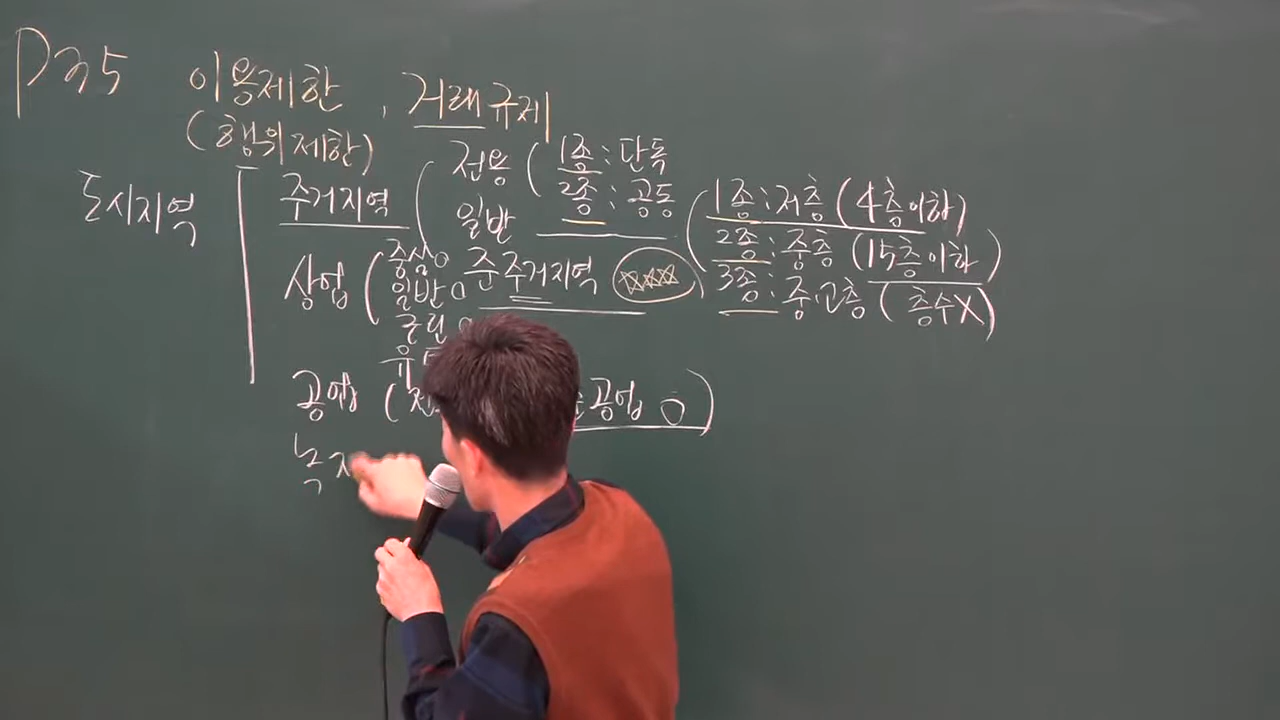 P35 이용제한, 거래규제
(행위제한)
도시지역
주거지역 ( 전용 ( 1종 : 단독
2종 : 공동
일반 ( 1종 : 저층 (4층이하)
2종 : 중층 (15층이하)
3종 : 중.고층 (층수X)
준주거지역
상업 ( 중심
일반
근린
공업 (
공업 )
녹지